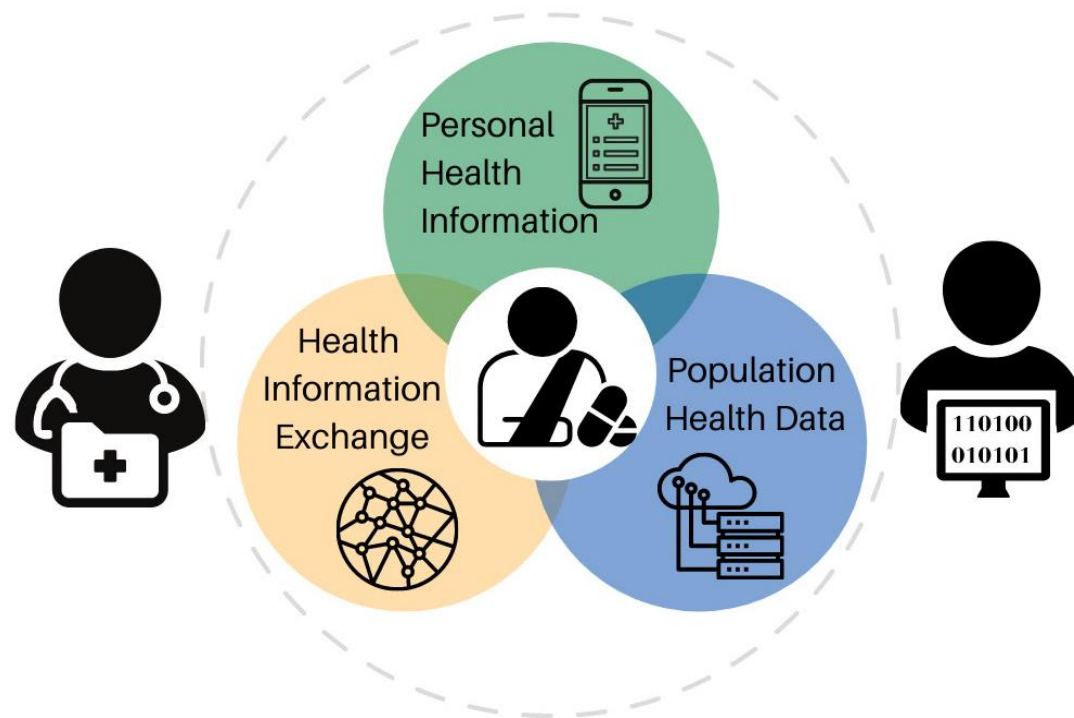 Personal
Health
Information
Health
Information
Exchange
Population
Health Data
110100
010101